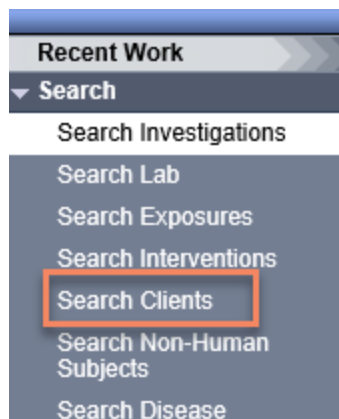 Recent Work
Search
Search Investigations
Search Lab
Search Exposures
Search Interventions
Search Clients
Search Non-Human
Subjects
Search Disease